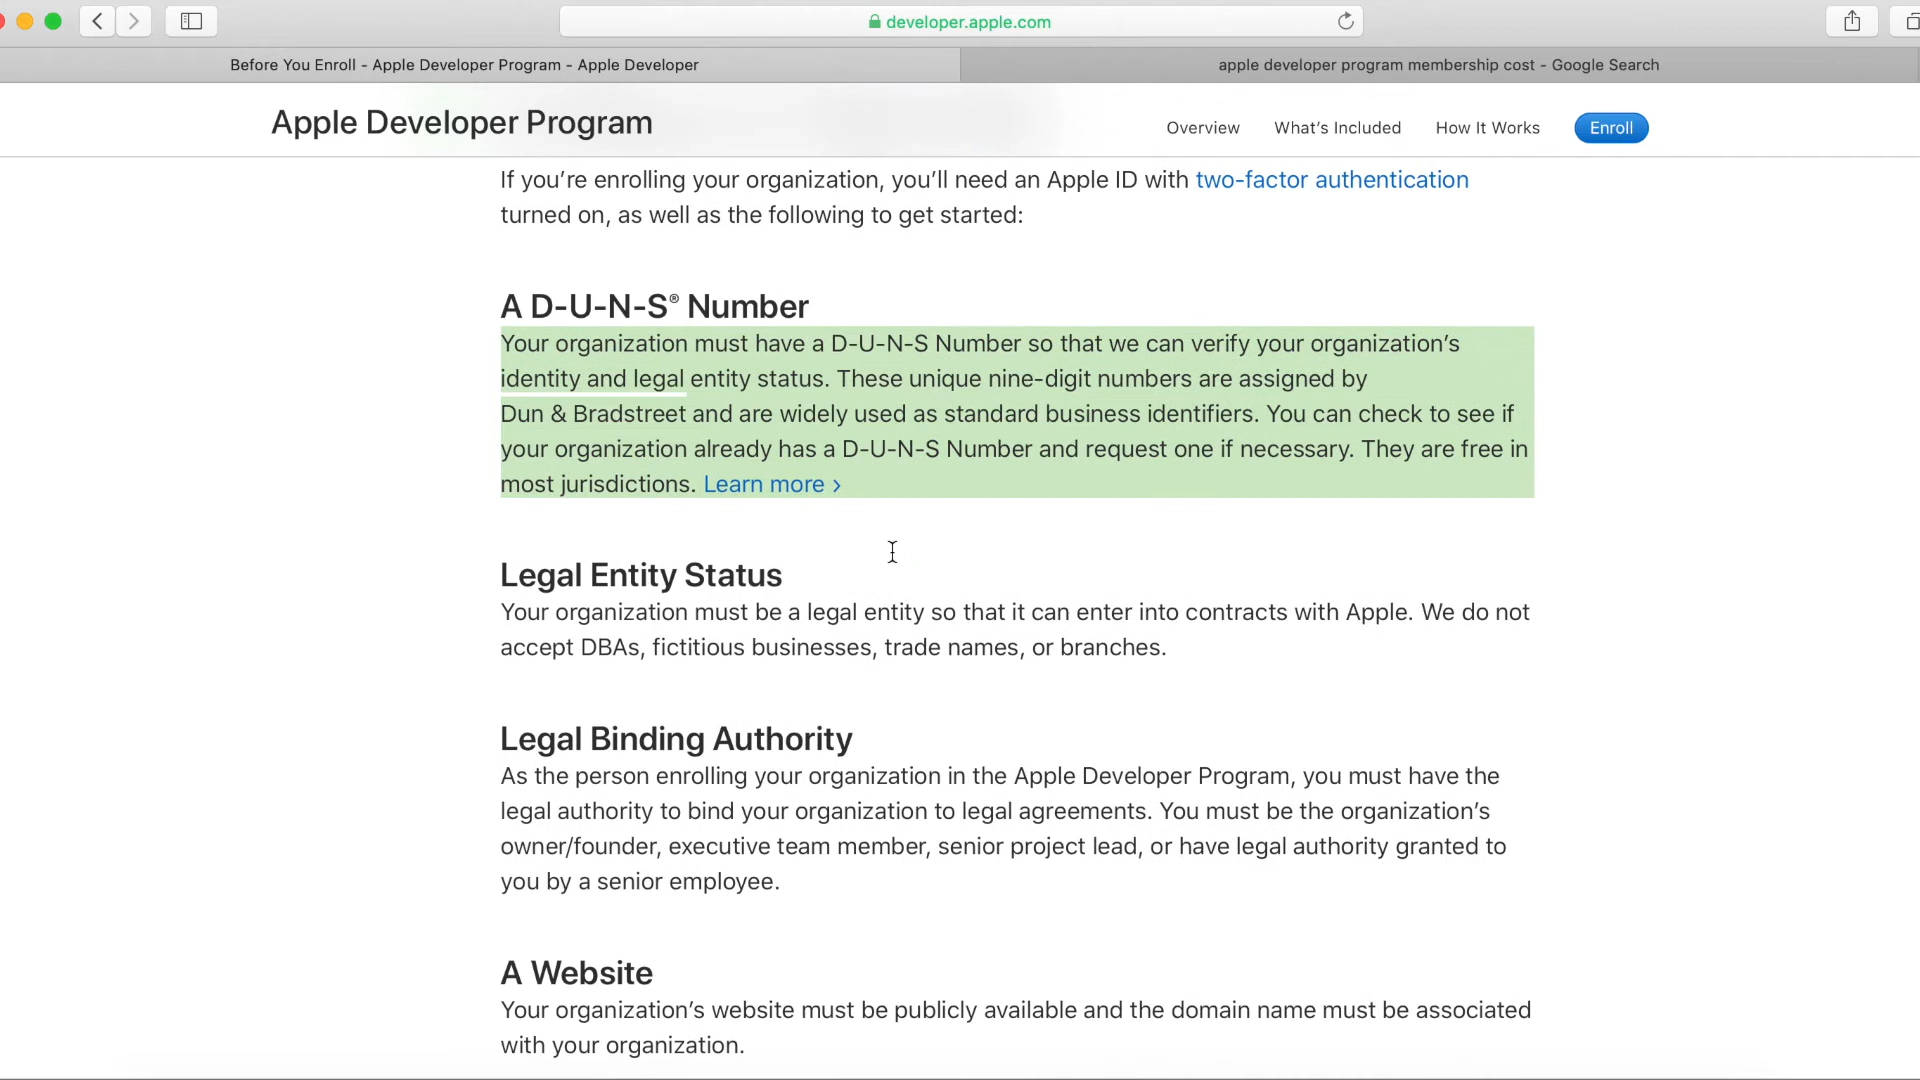 developer.apple.com
Before You Enroll - Apple Developer Program - Apple Developer
apple developer program membership cost - Google Search
Apple Developer Program
Overview
What’s Included
How It Works
Enroll
If you’re enrolling your organization, you’ll need an Apple ID with two-factor authentication
turned on, as well as the following to get started:
A D-U-N-S® Number
Your organization must have a D-U-N-S Number so that we can verify your organization’s
identity and legal entity status. These unique nine-digit numbers are assigned by
Dun & Bradstreet and are widely used as standard business identifiers. You can check to see if
your organization already has a D-U-N-S Number and request one if necessary. They are free in
most jurisdictions. Learn more ›
Legal Entity Status
Your organization must be a legal entity so that it can enter into contracts with Apple. We do not
accept DBAs, fictitious businesses, trade names, or branches.
Legal Binding Authority
As the person enrolling your organization in the Apple Developer Program, you must have the
legal authority to bind your organization to legal agreements. You must be the organization’s
owner/founder, executive team member, senior project lead, or have legal authority granted to
you by a senior employee.
A Website
Your organization’s website must be publicly available and the domain name must be associated
with your organization.